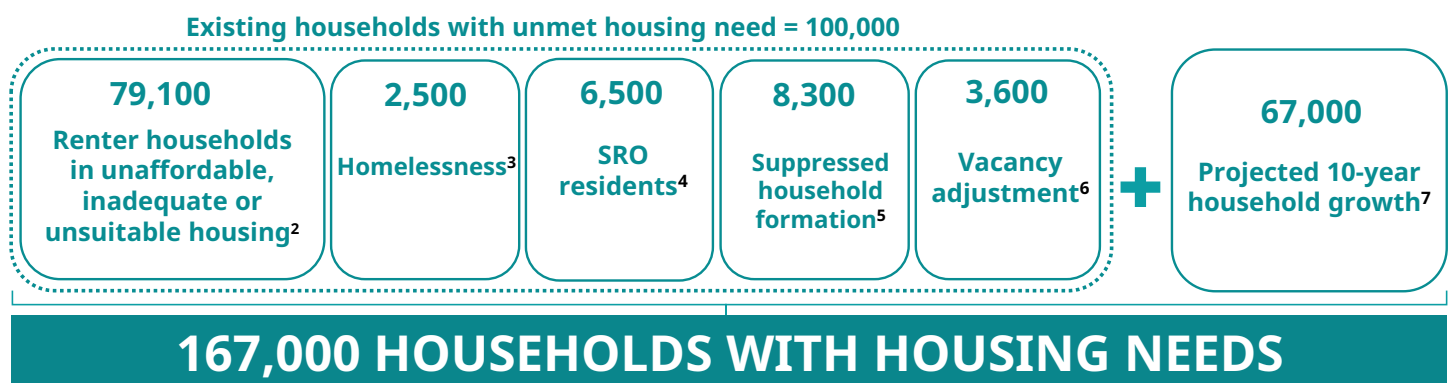 Existing households with unmet housing need = 100,000
79,100
Renter households
in unaffordable,
inadequate or
unsuitable housing²
2,500
Homelessness³
6,500
SRO
residents⁴
8,300
Suppressed
household
formation⁵
3,600
Vacancy
adjustment⁶
+
67,000
Projected 10-year
household growth⁷
167,000 HOUSEHOLDS WITH HOUSING NEEDS